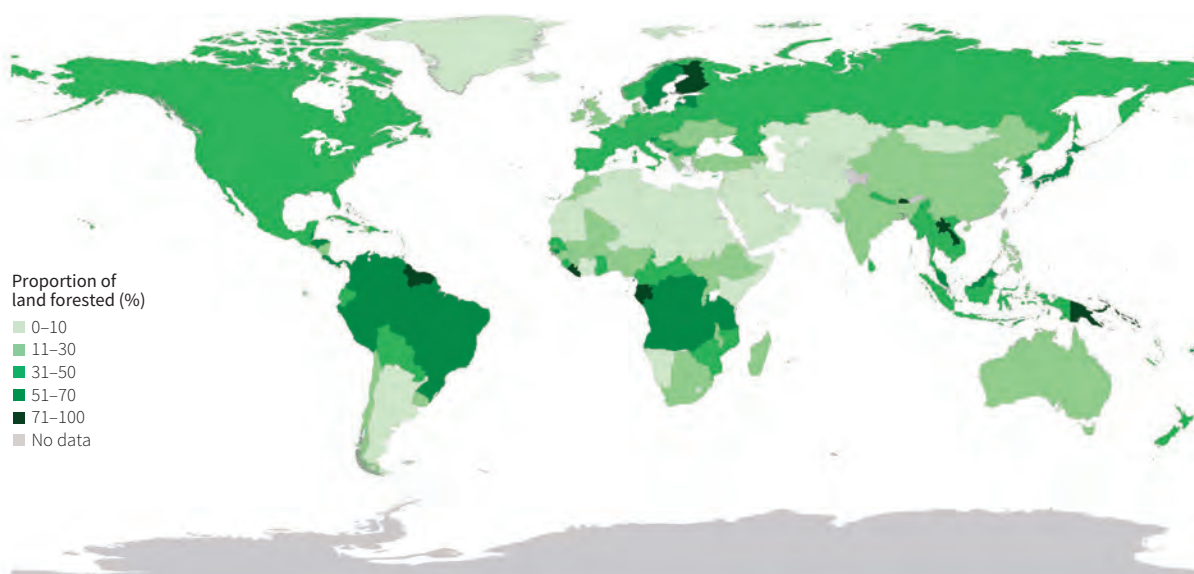 Proportion of
land forested (%)
0–10
11–30
31–50
51–70
71–100
No data